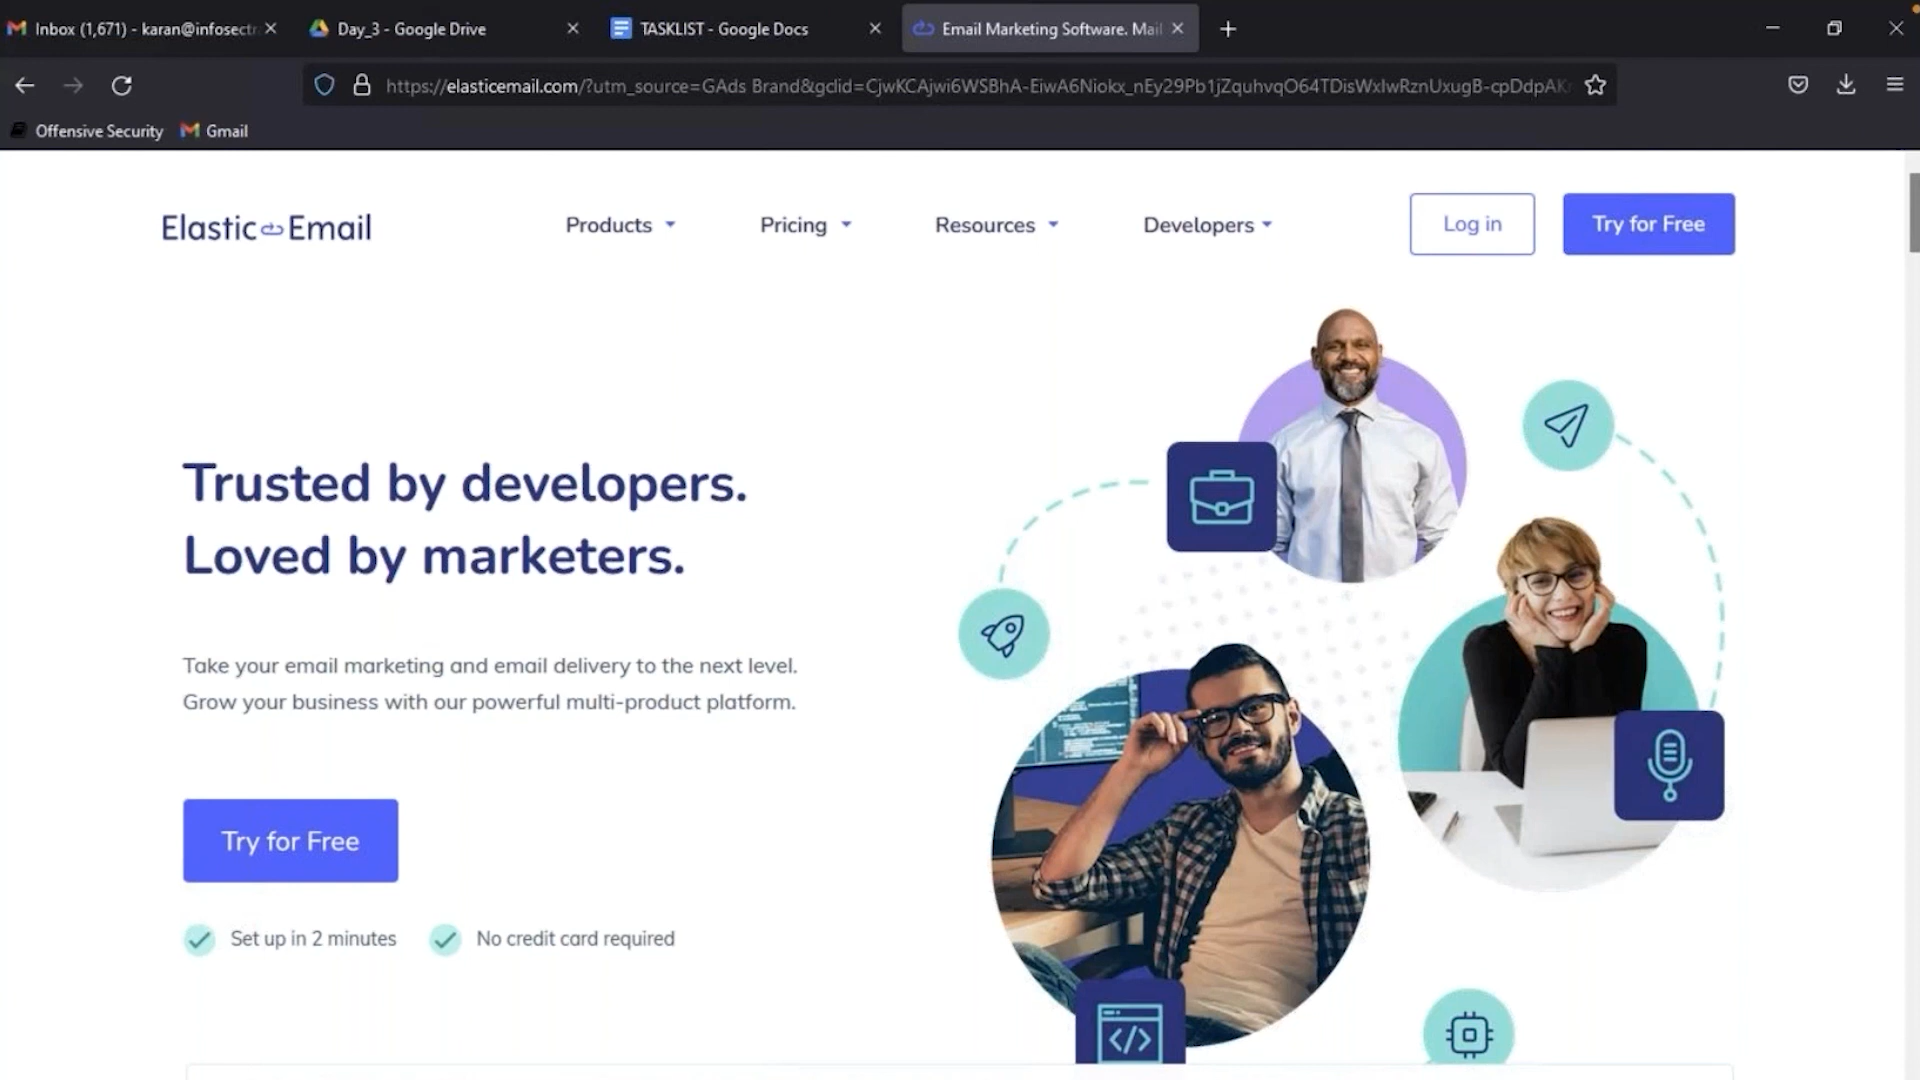 Inbox (1,671) - karan@infosectr
Day_3 - Google Drive
TASKLIST - Google Docs
Email Marketing Software. Mail
https://elasticemail.com/?utm_source=GAds Brand&gclid=CjwKCAjwi6WSBhA-EiwA6Niokx_nEy29Pb1jZquhvqO64TDisWxIwRznUxugB-cpDdpAK
Offensive Security
Gmail
Elastic Email
Products
Pricing
Resources
Developers
Log in
Try for Free
Trusted by developers.
Loved by marketers.
Take your email marketing and email delivery to the next level.
Grow your business with our powerful multi-product platform.
Try for Free
Set up in 2 minutes
No credit card required